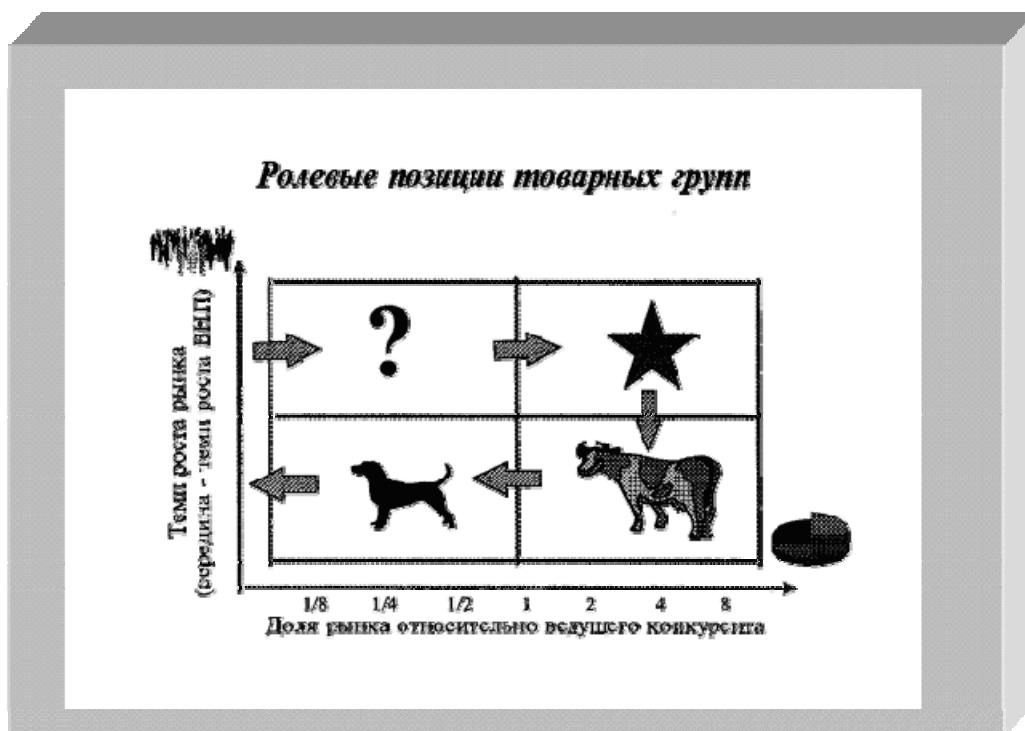 Ролевые позиции товарных групп
Темп роста рынка
(середина - темп роста ВНП)
?
1/8 1/4 1/2 1 2 4 8
Доля рынка относительно ведущего конкурента